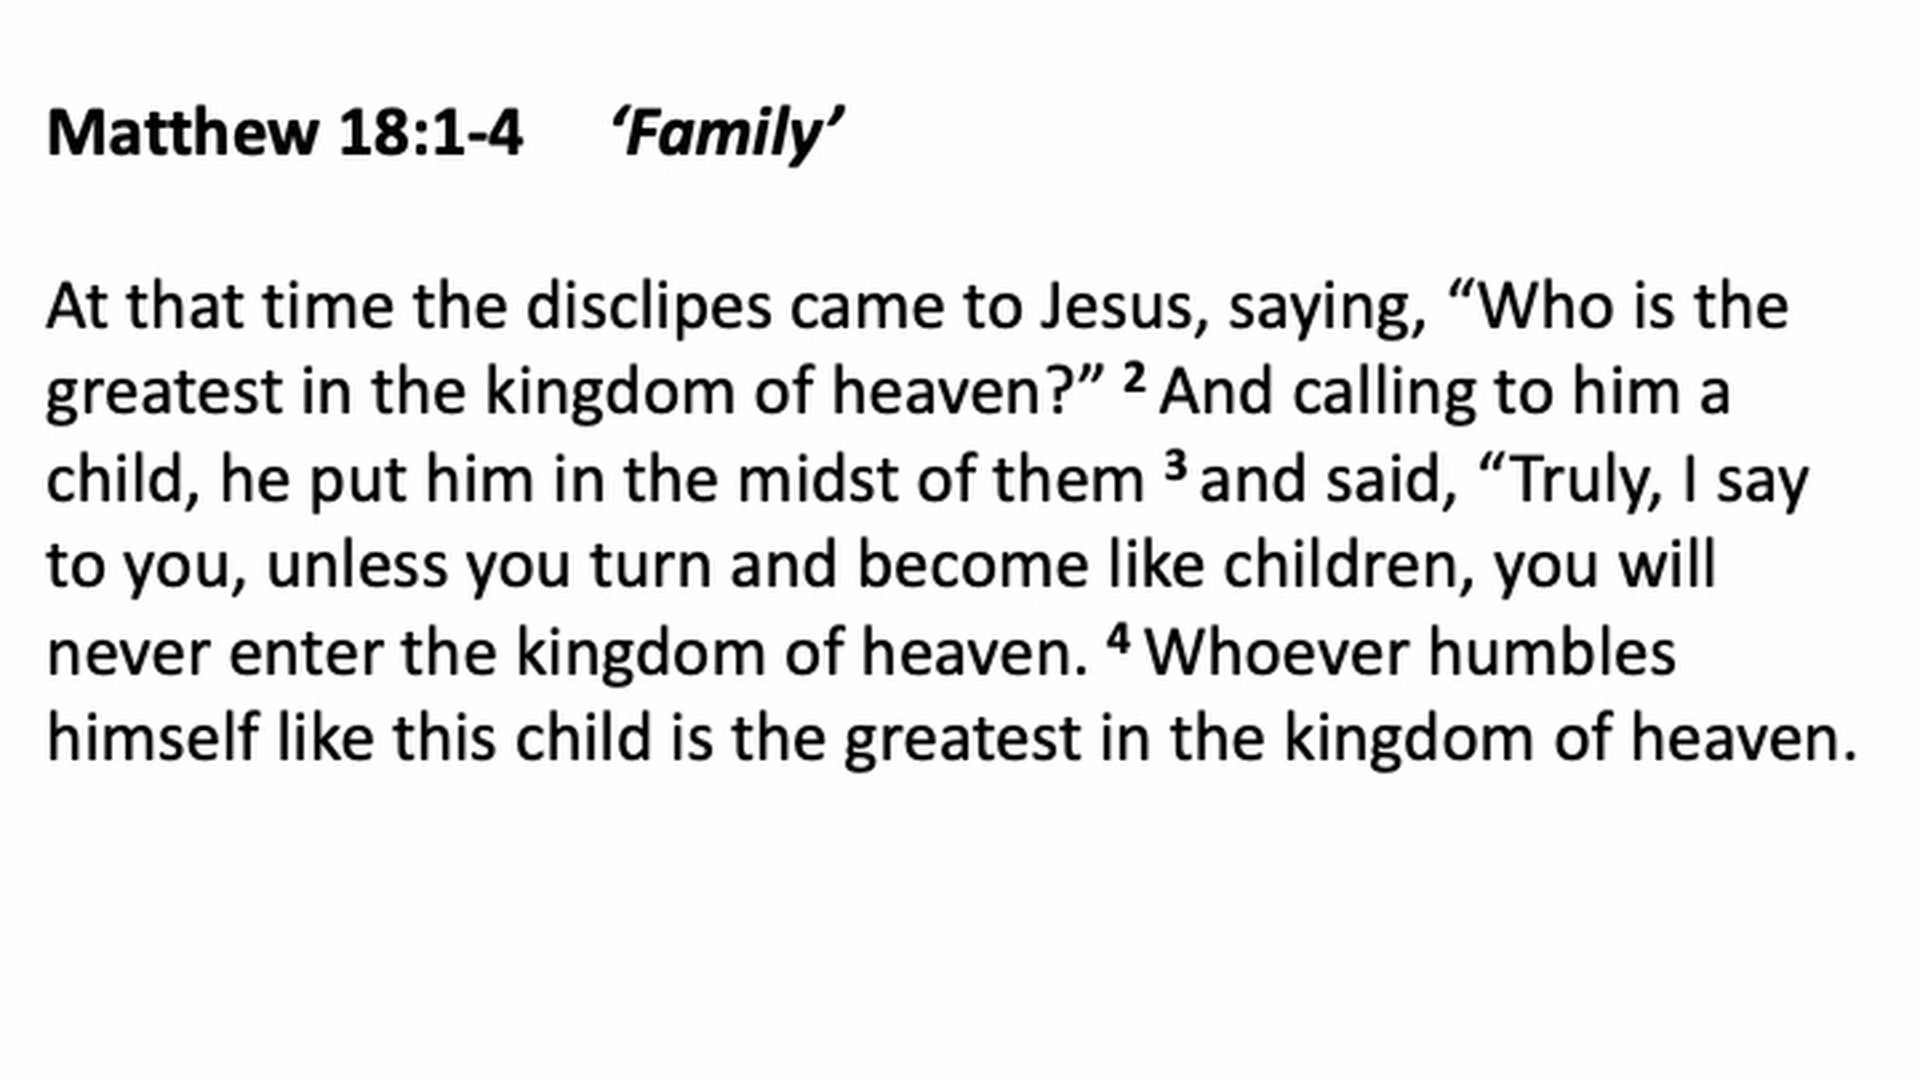 Matthew 18:1-4 ‘Family’
At that time the disclipes came to Jesus, saying, “Who is the
greatest in the kingdom of heaven?” 2 And calling to him a
child, he put him in the midst of them 3 and said, “Truly, I say
to you, unless you turn and become like children, you will
never enter the kingdom of heaven. 4 Whoever humbles
himself like this child is the greatest in the kingdom of heaven.